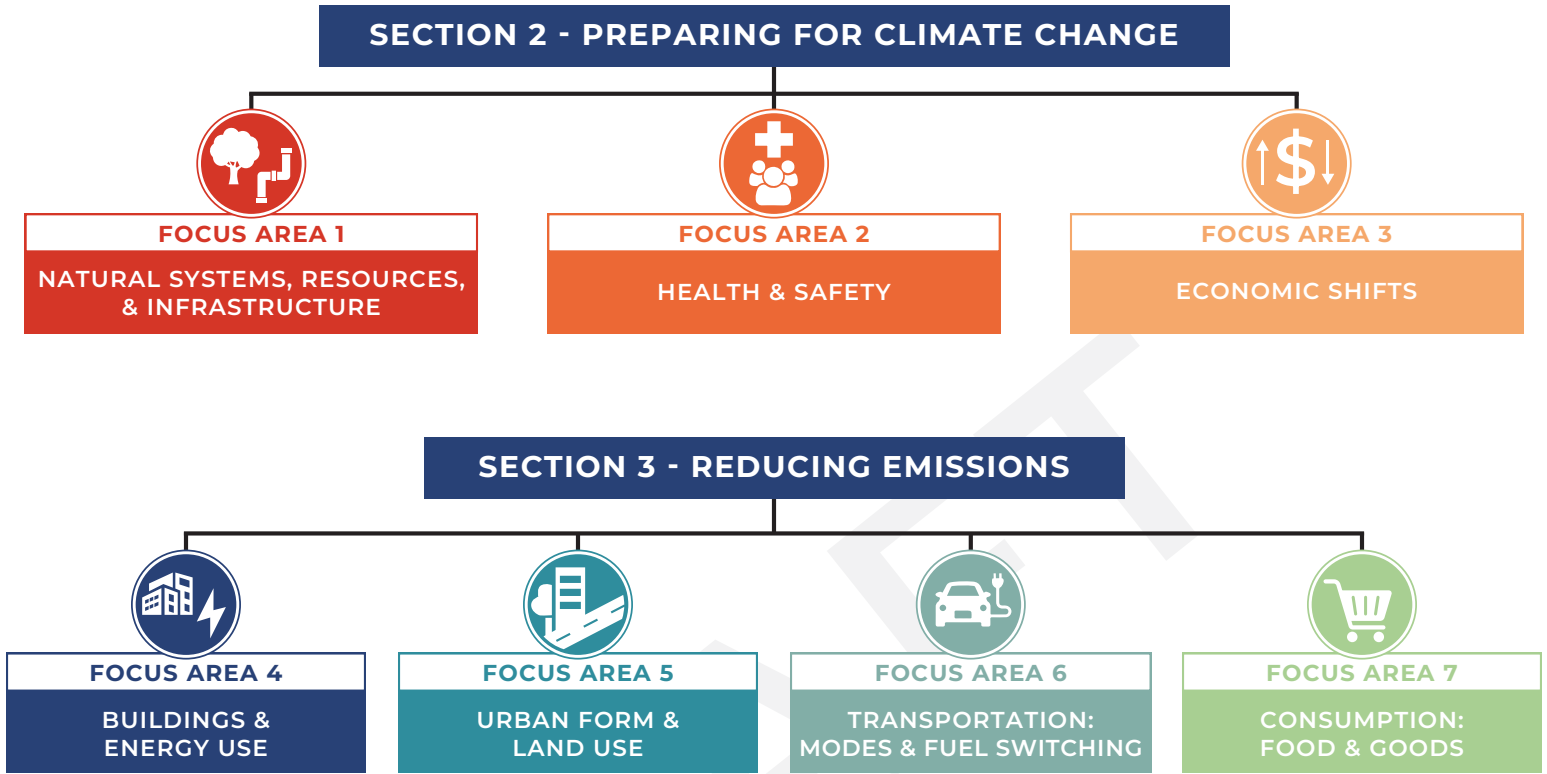 SECTION 2 - PREPARING FOR CLIMATE CHANGE
FOCUS AREA 1
NATURAL SYSTEMS, RESOURCES,
& INFRASTRUCTURE
FOCUS AREA 2
HEALTH & SAFETY
FOCUS AREA 3
ECONOMIC SHIFTS
SECTION 3 - REDUCING EMISSIONS
FOCUS AREA 4
BUILDINGS &
ENERGY USE
FOCUS AREA 5
URBAN FORM &
LAND USE
FOCUS AREA 6
TRANSPORTATION:
MODES & FUEL SWITCHING
FOCUS AREA 7
CONSUMPTION:
FOOD & GOODS